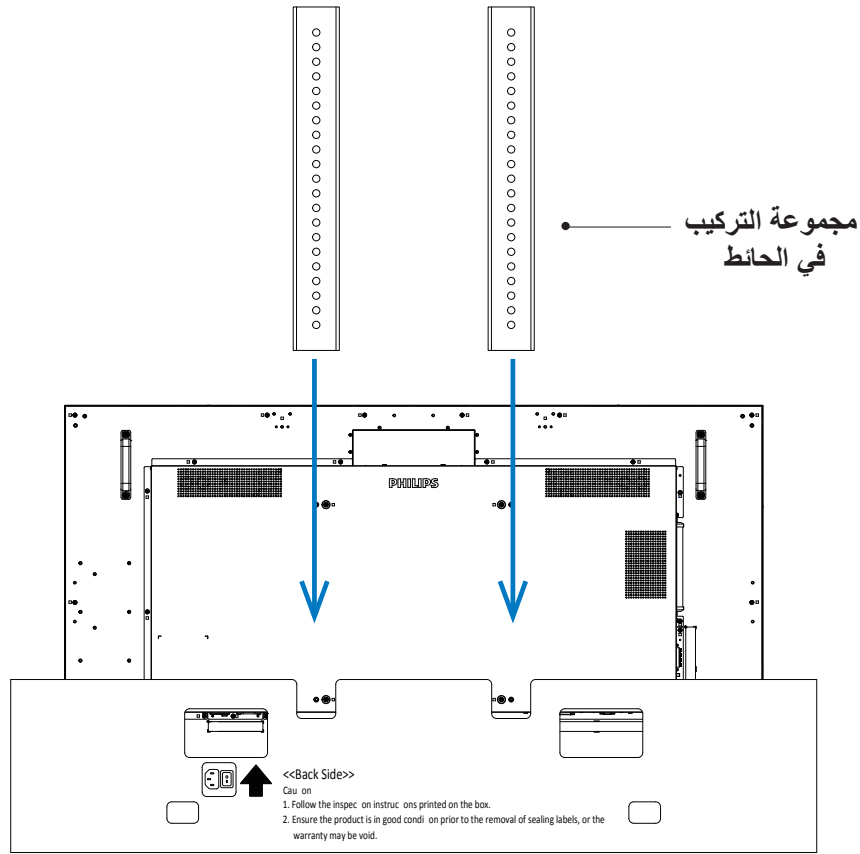 مجموعة التركيب
في الحائط
PHILIPS
<<Back Side>>
Cau on
1. Follow the inspec on instruc ons printed on the box.
2. Ensure the product is in good condi on prior to the removal of sealing labels, or the
warranty may be void.